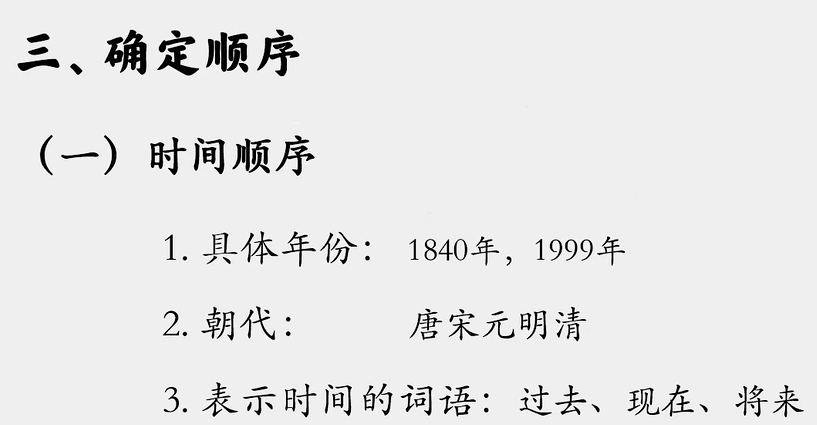 三、确定顺序
（一）时间顺序
1. 具体年份： 1840年，1999年
2. 朝代： 唐宋元明清
3. 表示时间的词语：过去、现在、将来